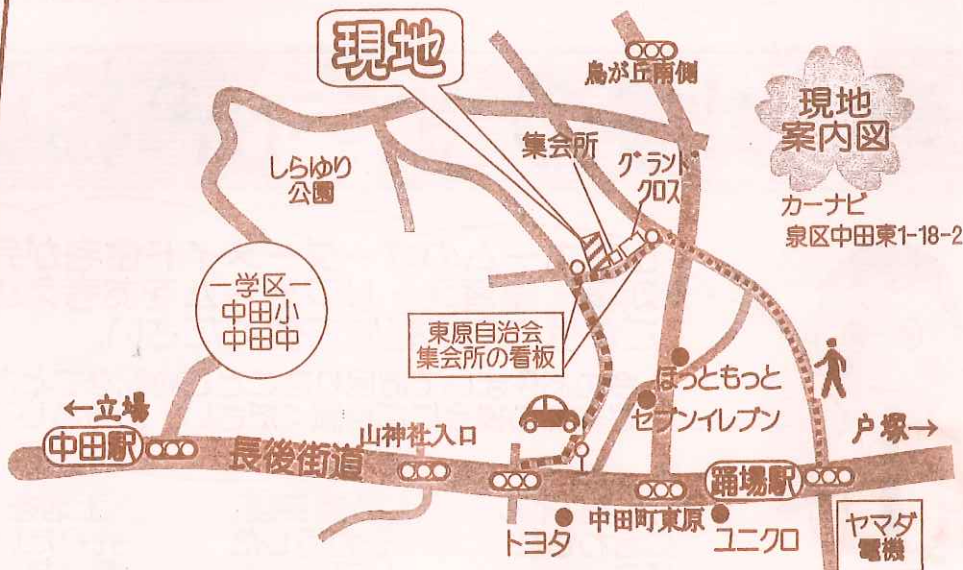 現地
鳥が丘南側
現地
案内図
集会所
グランド
クロス
しらゆり
公園
カーナビ
泉区中田東1-18-2
ー学区ー
中田小
中田中
東原自治会
集会所の看板
ほっともっと
セブンイレブン
←立場
中田駅
長後街道
山神社入口
戸塚→
踊場駅
中田町東原
トヨタ
ユニクロ
ヤマダ
電機